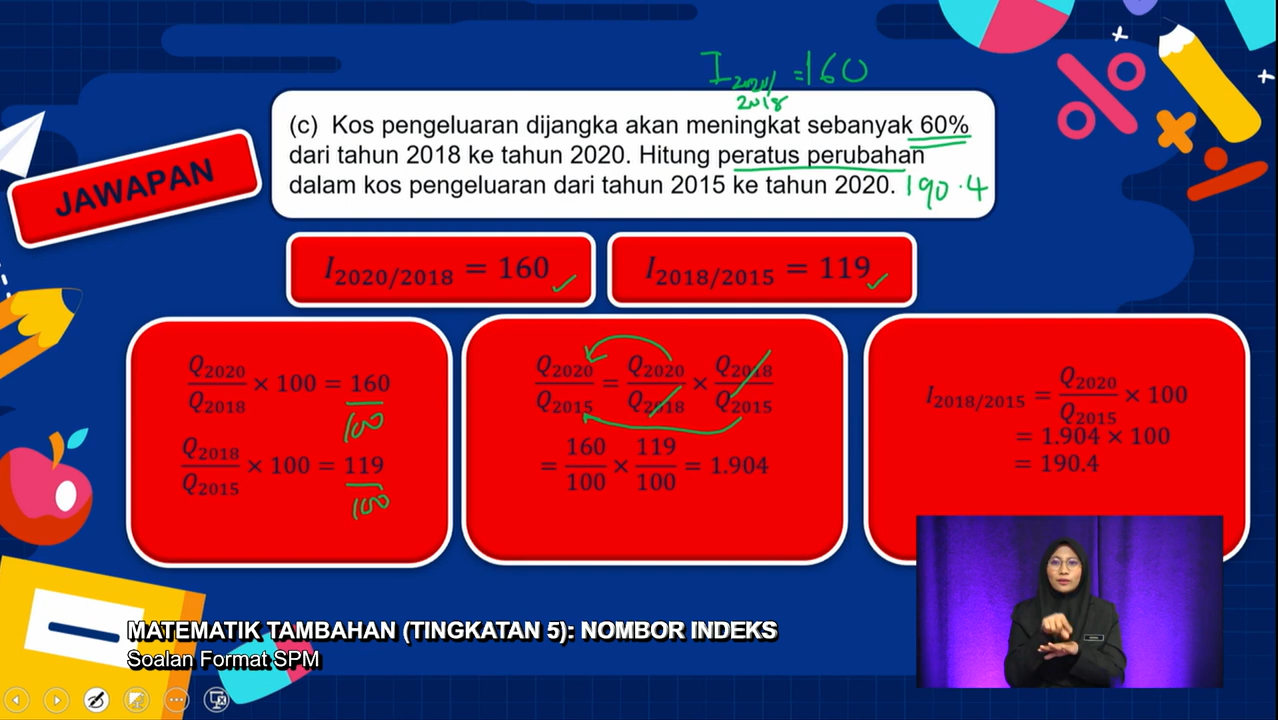 I 2020/2018 = 160
(c) Kos pengeluaran dijangka akan meningkat sebanyak 60%
dari tahun 2018 ke tahun 2020. Hitung peratus perubahan
dalam kos pengeluaran dari tahun 2015 ke tahun 2020. 190.4
JAWAPAN
I₂₀₂₀/₂₀₁₈ = 160 ✓
I₂₀₁₈/₂₀₁₅ = 119 ✓
Q₂₀₂₀/Q₂₀₁₈ × 100 = 160
100
Q₂₀₁₈/Q₂₀₁₅ × 100 = 119
100
Q₂₀₂₀/Q₂₀₁₅ = Q₂₀₂₀/Q₂₀₁₈ × Q₂₀₁₈/Q₂₀₁₅
= 160/100 × 119/100 = 1.904
I₂₀₁₈/₂₀₁₅ = Q₂₀₂₀/Q₂₀₁₅ × 100
= 1.904 × 100
= 190.4
MATEMATIK TAMBAHAN (TINGKATAN 5): NOMBOR INDEKS
Soalan Format SPM